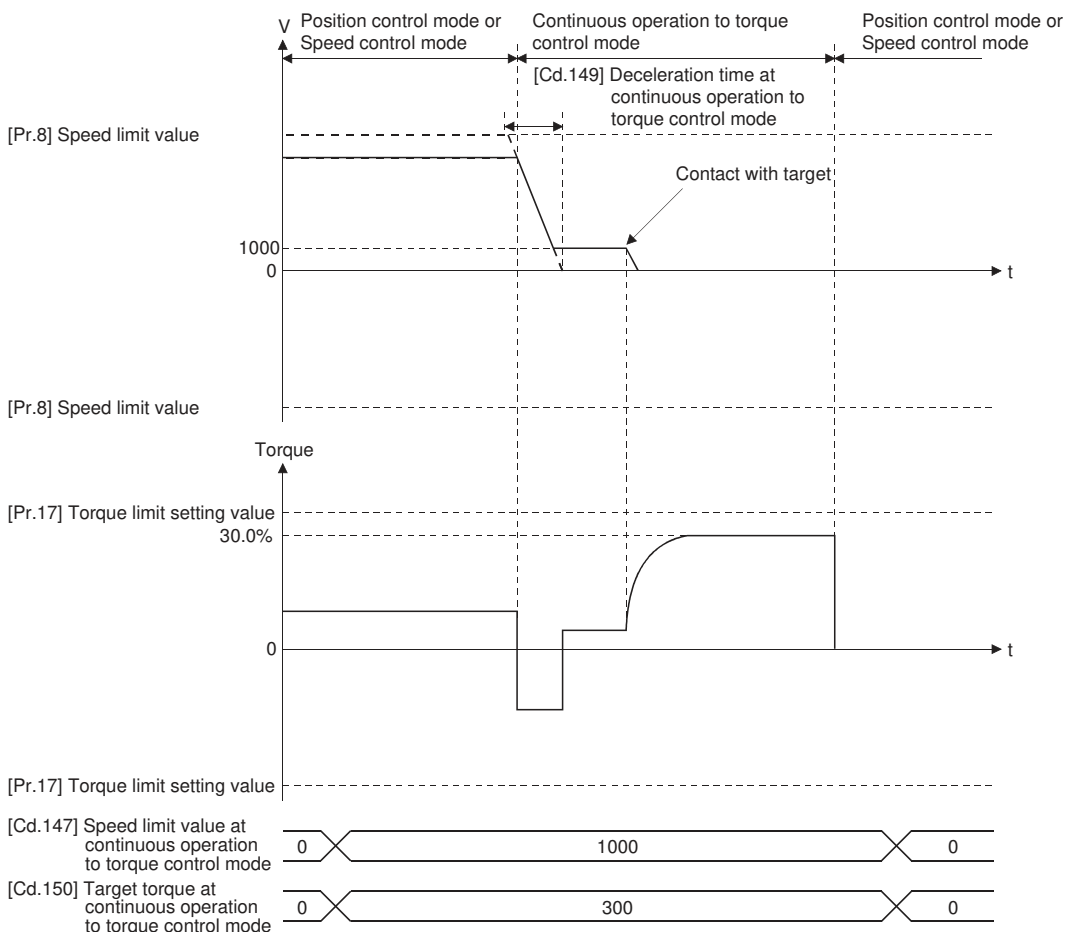 V
Position control mode or
Speed control mode
Continuous operation to torque
control mode
Position control mode or
Speed control mode
[Cd.149] Deceleration time at
continuous operation to
torque control mode
[Pr.8] Speed limit value
Contact with target
1000
0
t
[Pr.8] Speed limit value
Torque
[Pr.17] Torque limit setting value
30.0%
0
t
[Pr.17] Torque limit setting value
[Cd.147] Speed limit value at
continuous operation
to torque control mode
0
1000
0
[Cd.150] Target torque at
continuous operation
to torque control mode
0
300
0